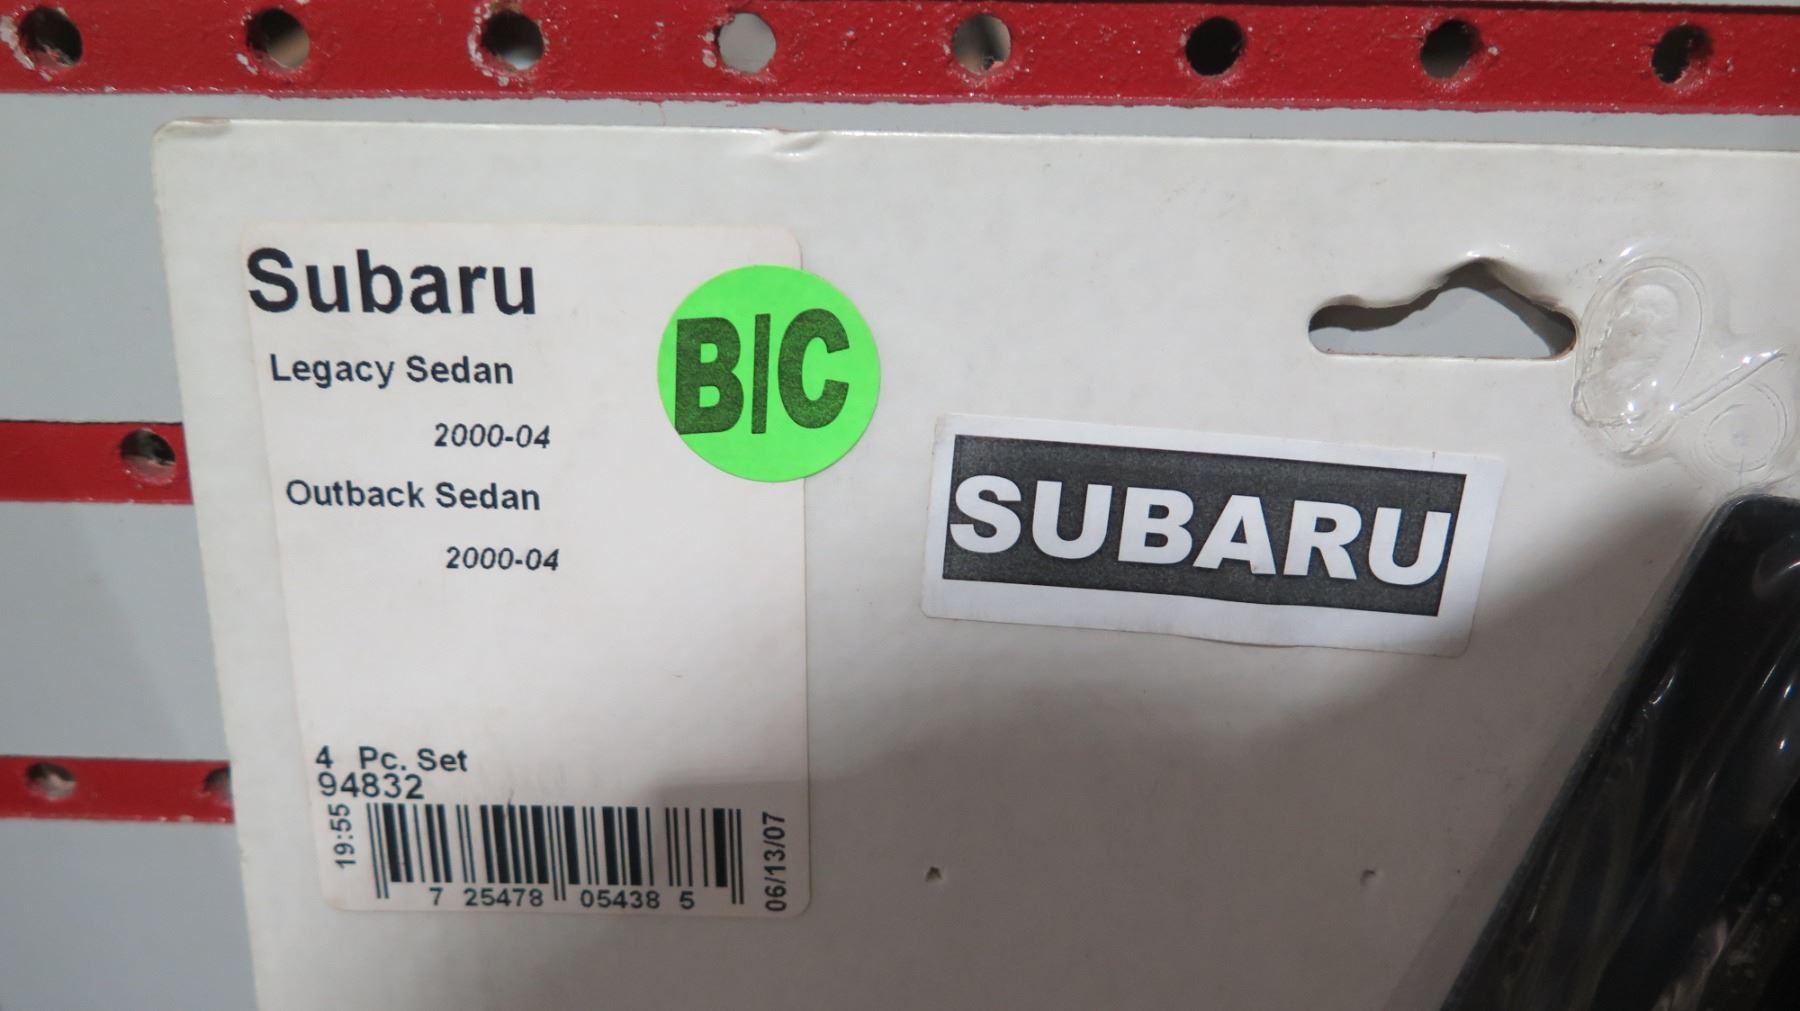 Subaru
Legacy Sedan
2000-04
Outback Sedan
2000-04
B/C
SUBARU
4 Pc. Set
94832
19:55
7 25478 05438 5
06/13/07